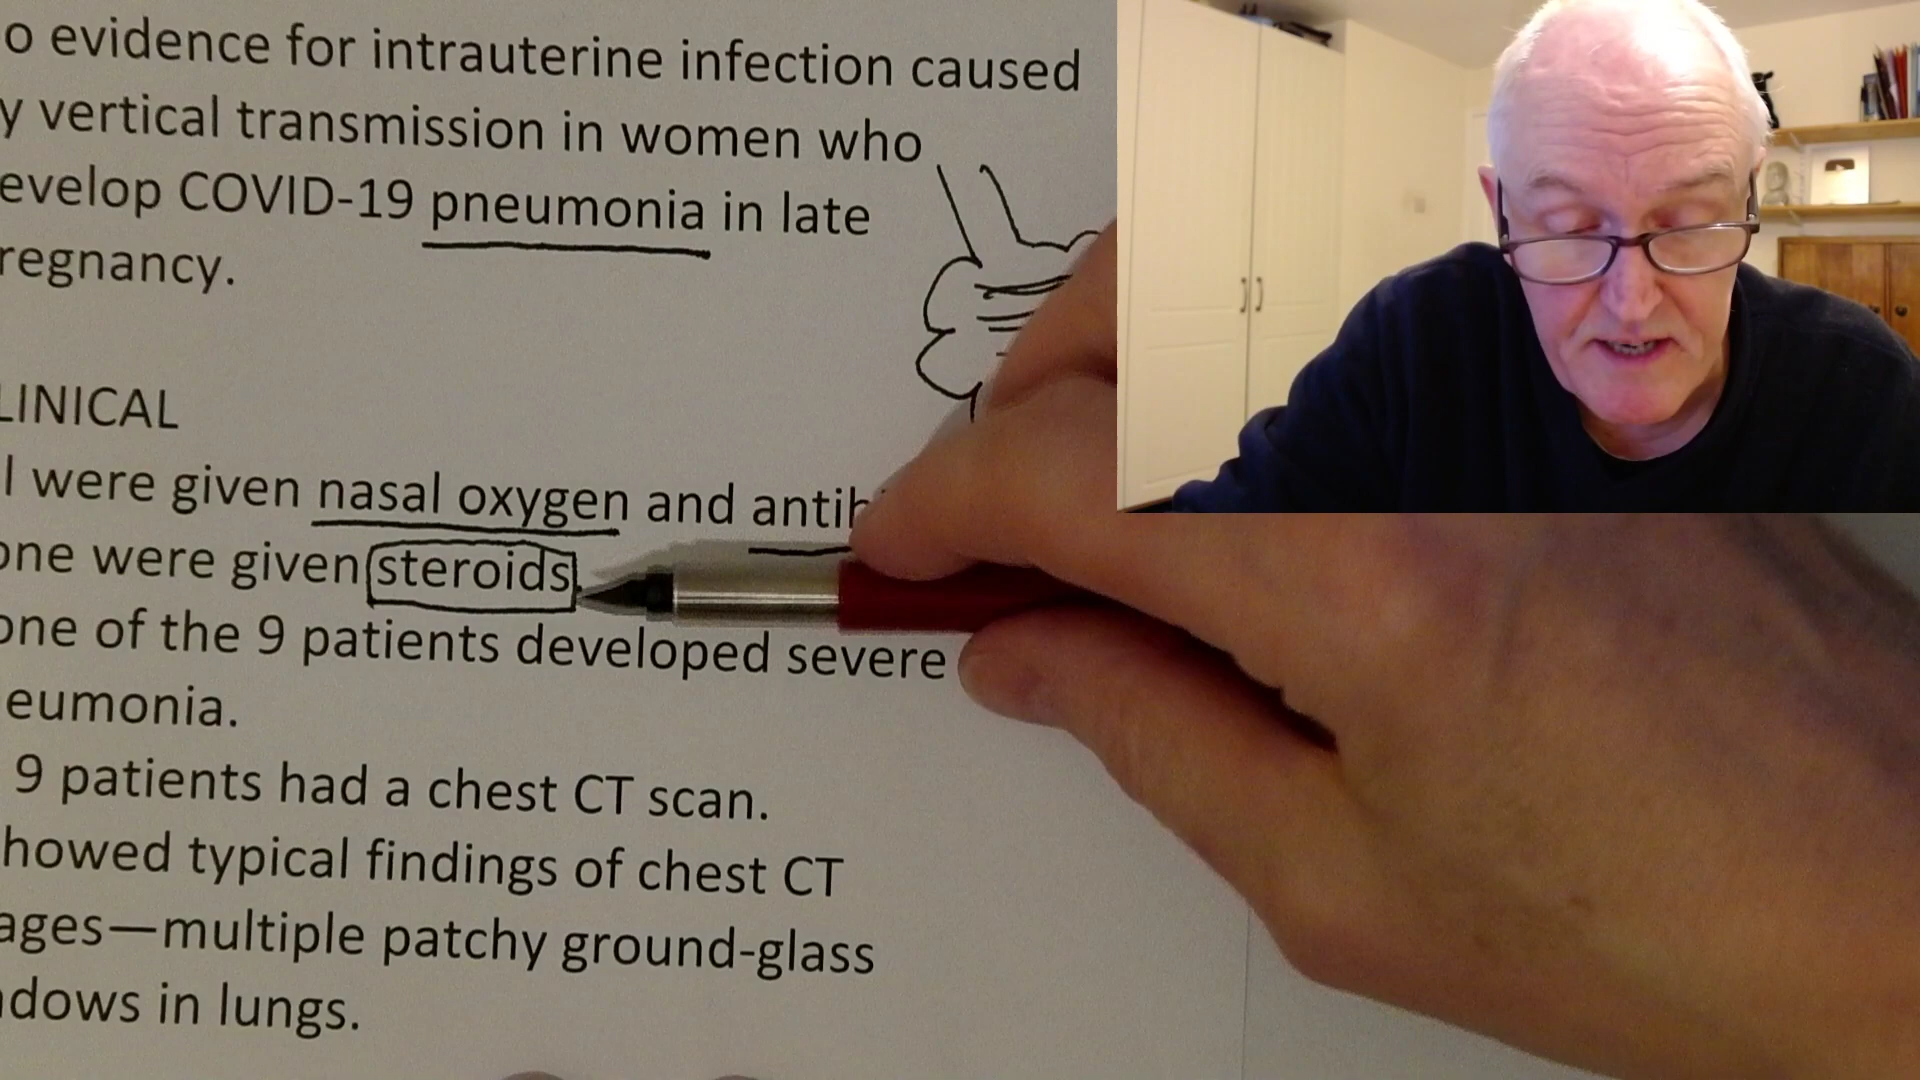 o evidence for intrauterine infection caused
y vertical transmission in women who
evelop COVID-19 pneumonia in late
regnancy.
LINICAL
l were given nasal oxygen and antib
one were given steroids
one of the 9 patients developed severe
eumonia.
9 patients had a chest CT scan.
howed typical findings of chest CT
ages—multiple patchy ground-glass
adows in lungs.